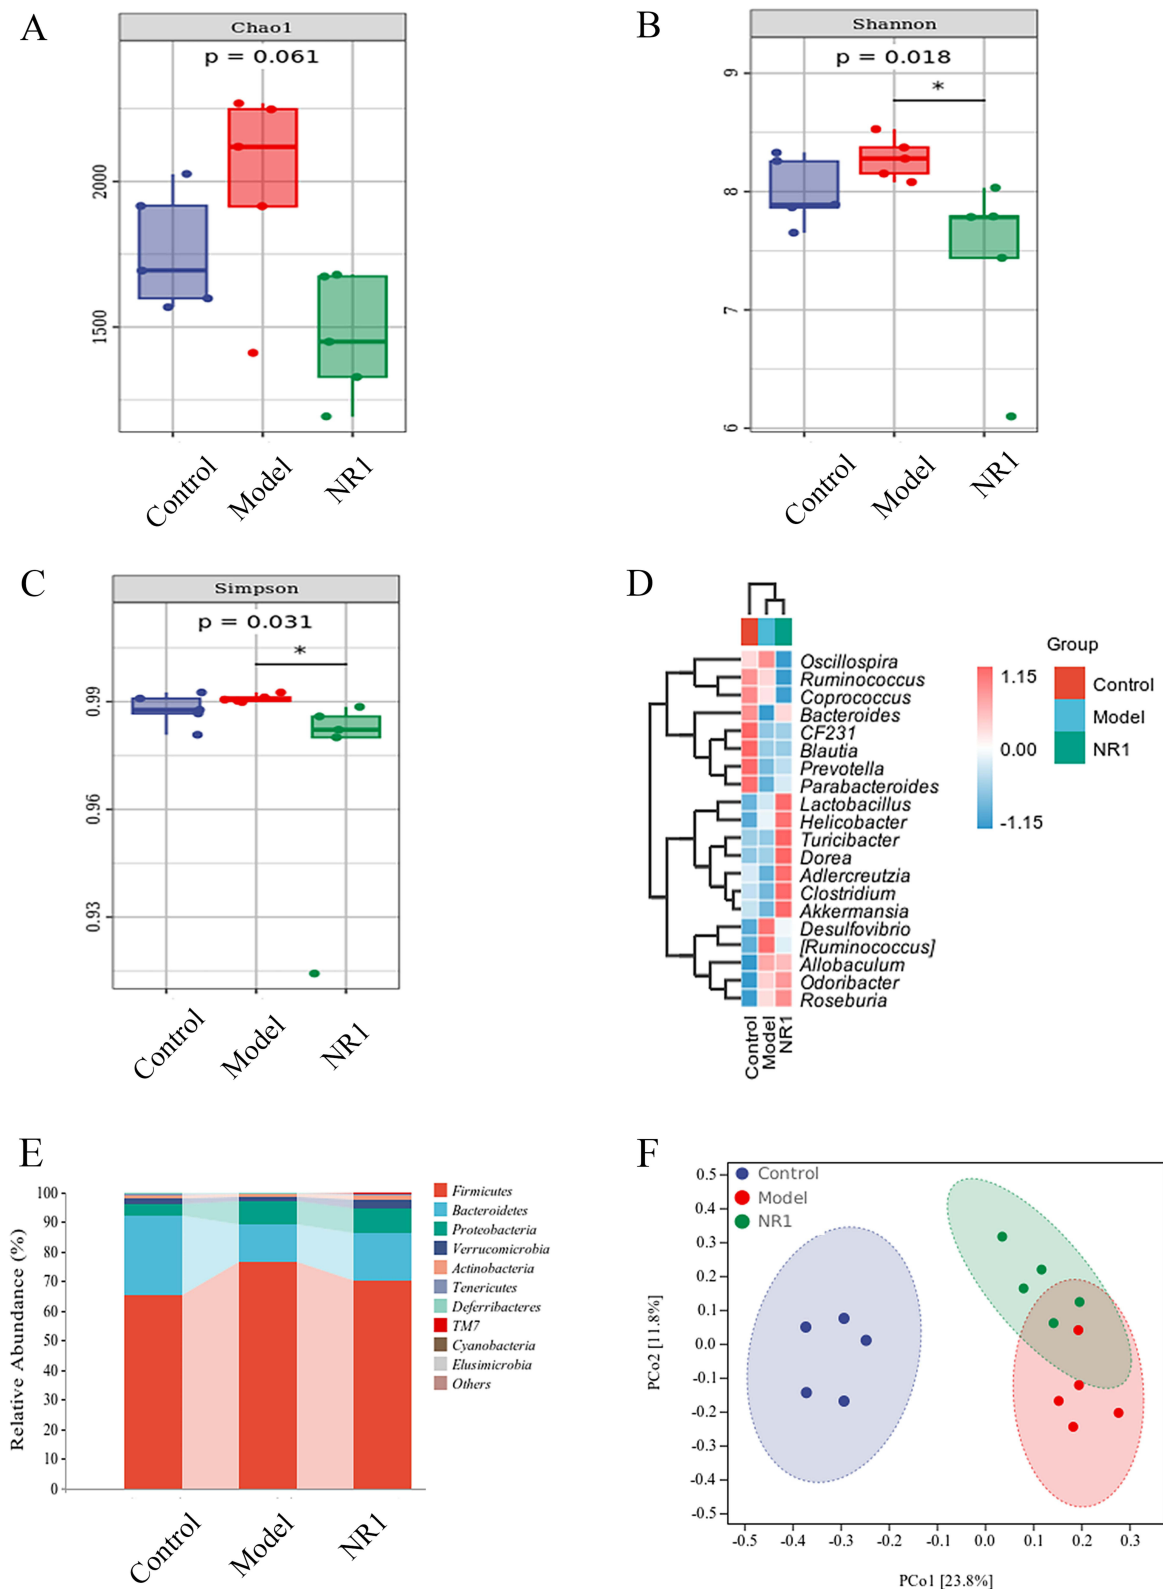 A
Chao1
p = 0.061
2000
1500
Control
Model
NR1
B
Shannon
p = 0.018
*
9
8
7
6
Control
Model
NR1
C
Simpson
p = 0.031
*
0.99
0.96
0.93
Control
Model
NR1
D
Oscillospira
Ruminococcus
Coprococcus
Bacteroides
CF231
Blautia
Prevotella
Parabacteroides
Lactobacillus
Helicobacter
Turicibacter
Dorea
Adlercreutzia
Clostridium
Akkermansia
Desulfovibrio
[Ruminococcus]
Allobaculum
Odoribacter
Roseburia
Control
Model
NR1
1.15
0.00
-1.15
Group
Control
Model
NR1
E
Relative Abundance (%)
100
90
80
70
60
50
40
30
20
10
0
Control
Model
NR1
Firmicutes
Bacteroidetes
Proteobacteria
Verrucomicrobia
Actinobacteria
Tenericutes
Deferribacteres
TM7
Cyanobacteria
Elusimicrobia
Others
F
Control
Model
NR1
PCo2 [11.8%]
0.5
0.4
0.3
0.2
0.1
0.0
-0.1
-0.2
-0.3
-0.4
-0.5
-0.5 -0.4 -0.3 -0.2 -0.1 0.0 0.1 0.2 0.3
PCo1 [23.8%]